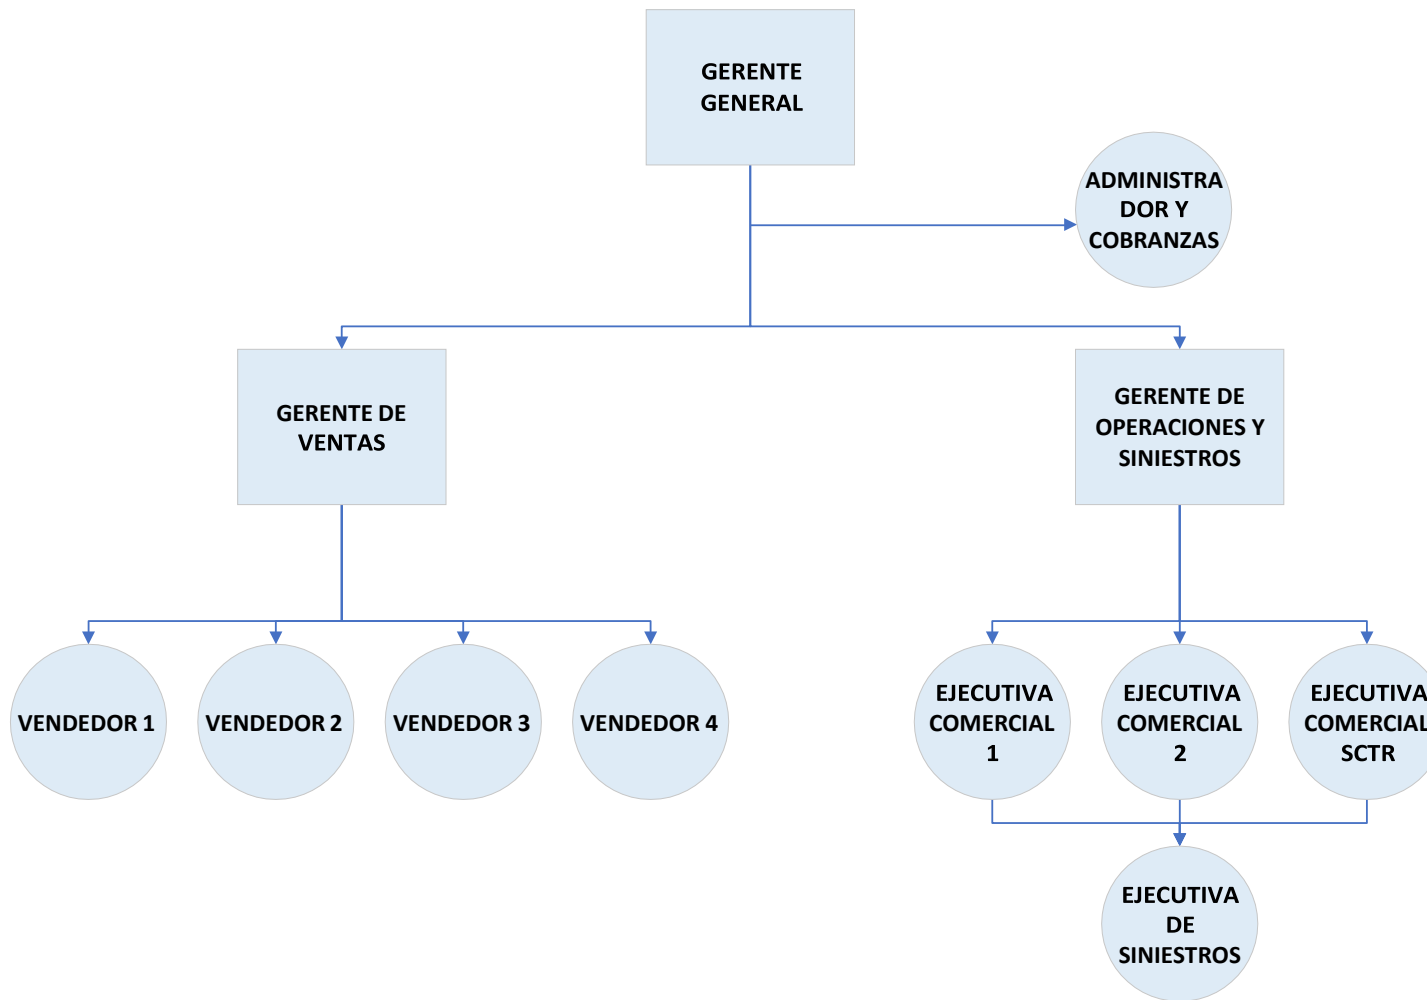 GERENTE
GENERAL
ADMINISTRA
DOR Y
COBRANZAS
GERENTE DE
VENTAS
GERENTE DE
OPERACIONES Y
SINIESTROS
VENDEDOR 1
VENDEDOR 2
VENDEDOR 3
VENDEDOR 4
EJECUTIVA
COMERCIAL
1
EJECUTIVA
COMERCIAL
2
EJECUTIVA
COMERCIAL
SCTR
EJECUTIVA
DE
SINIESTROS